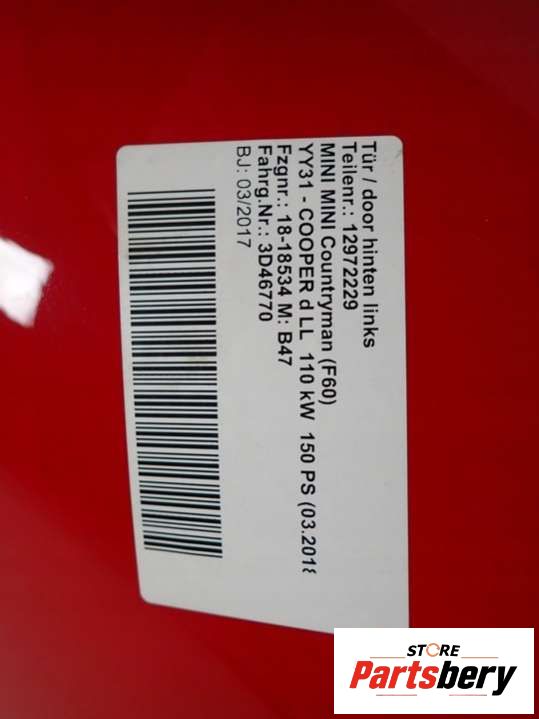 Tür / door hinten links
Teilenr.: 12972229
MINI MINI Countryman (F60)
YY31 - COOPER d LL 110 kW 150 PS (03.2018
Fzgnr.: 18-18534 M: B47
Fahrg.Nr.: 3D46770
BJ: 03/2017
STORE
Partsbery